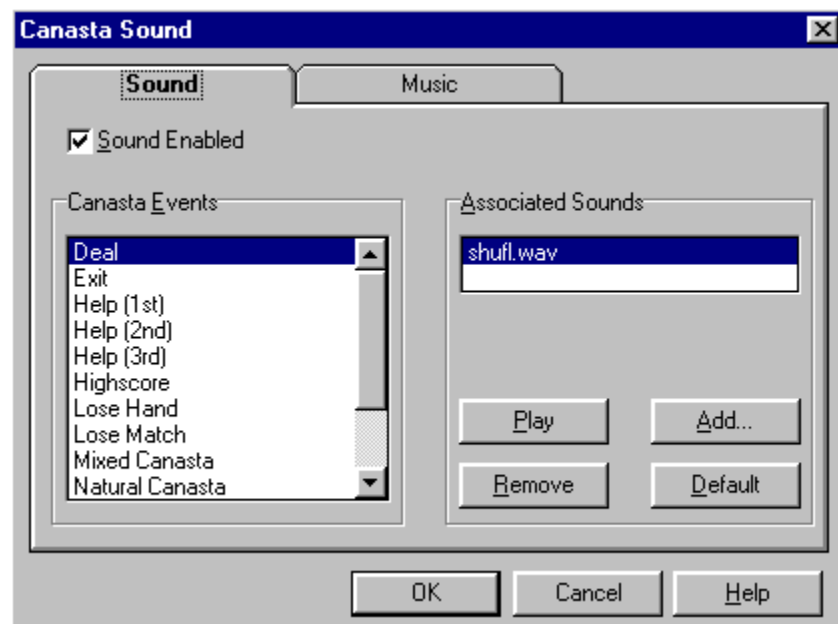 Canasta Sound
Sound
Music
Sound Enabled
Canasta Events
Deal
Exit
Help (1st)
Help (2nd)
Help (3rd)
Highscore
Lose Hand
Lose Match
Mixed Canasta
Natural Canasta
Associated Sounds
shufl.wav
Play
Add...
Remove
Default
OK
Cancel
Help